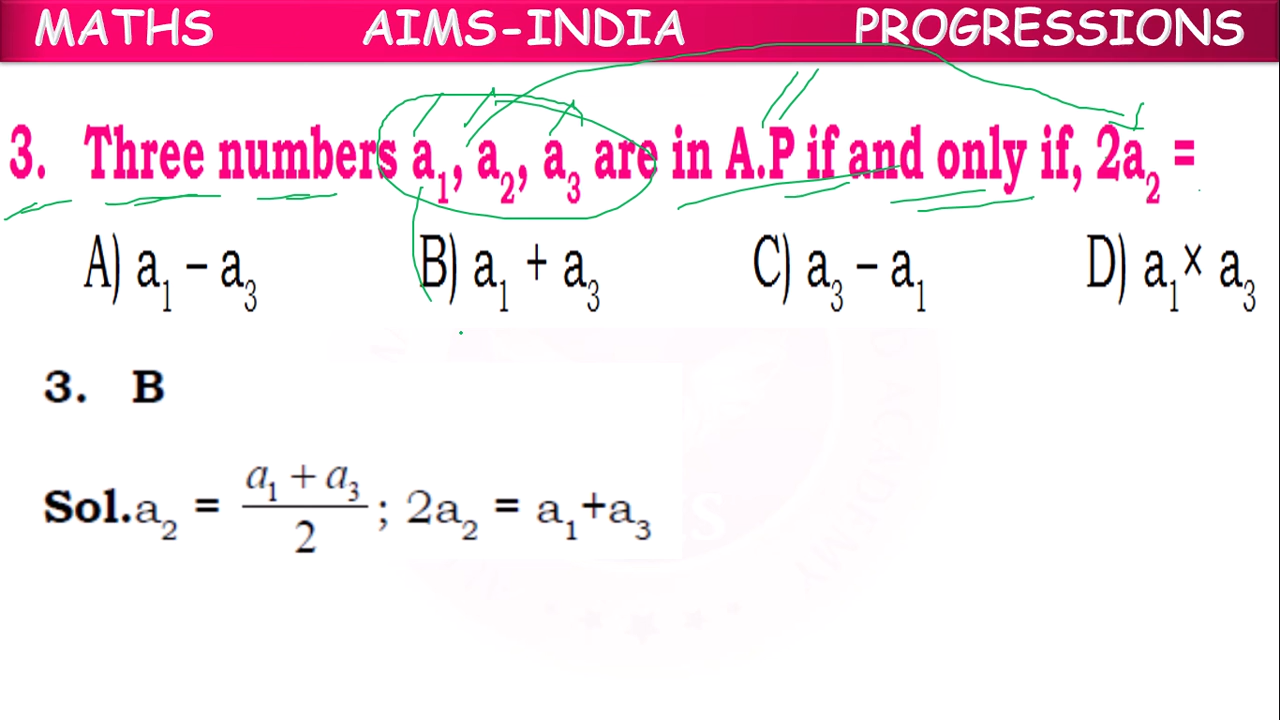 MATHS AIMS-INDIA PROGRESSIONS
3. Three numbers a₁, a₂, a₃ are in A.P if and only if, 2a₂ =
A) a₁ – a₃ B) a₁ + a₃ C) a₃ – a₁ D) a₁ × a₃
3. B
Sol. a₂ = (a₁ + a₃)/2 ; 2a₂ = a₁+a₃
ACADEMY